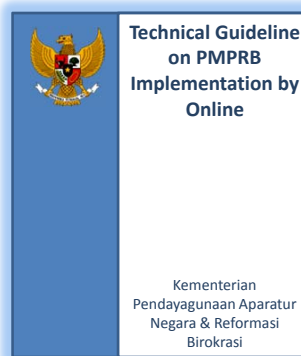 Technical Guideline
on PMPRB
Implementation by
Online
Kementerian
Pendayagunaan Aparatur
Negara & Reformasi
Birokrasi